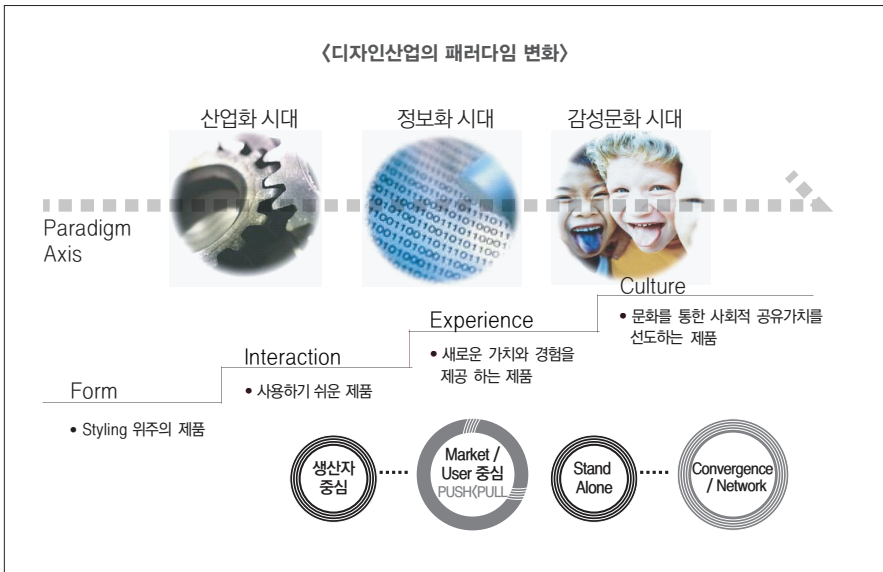 〈디자인산업의 패러다임 변화〉
산업화 시대
정보화 시대
감성문화 시대
Paradigm
Axis
Culture
• 문화를 통한 사회적 공유가치를
선도하는 제품
Experience
• 새로운 가치와 경험을
제공 하는 제품
Interaction
• 사용하기 쉬운 제품
Form
• Styling 위주의 제품
생산자
중심
Market /
User 중심
PUSH〈PULL
Stand
Alone
Convergence
/ Network